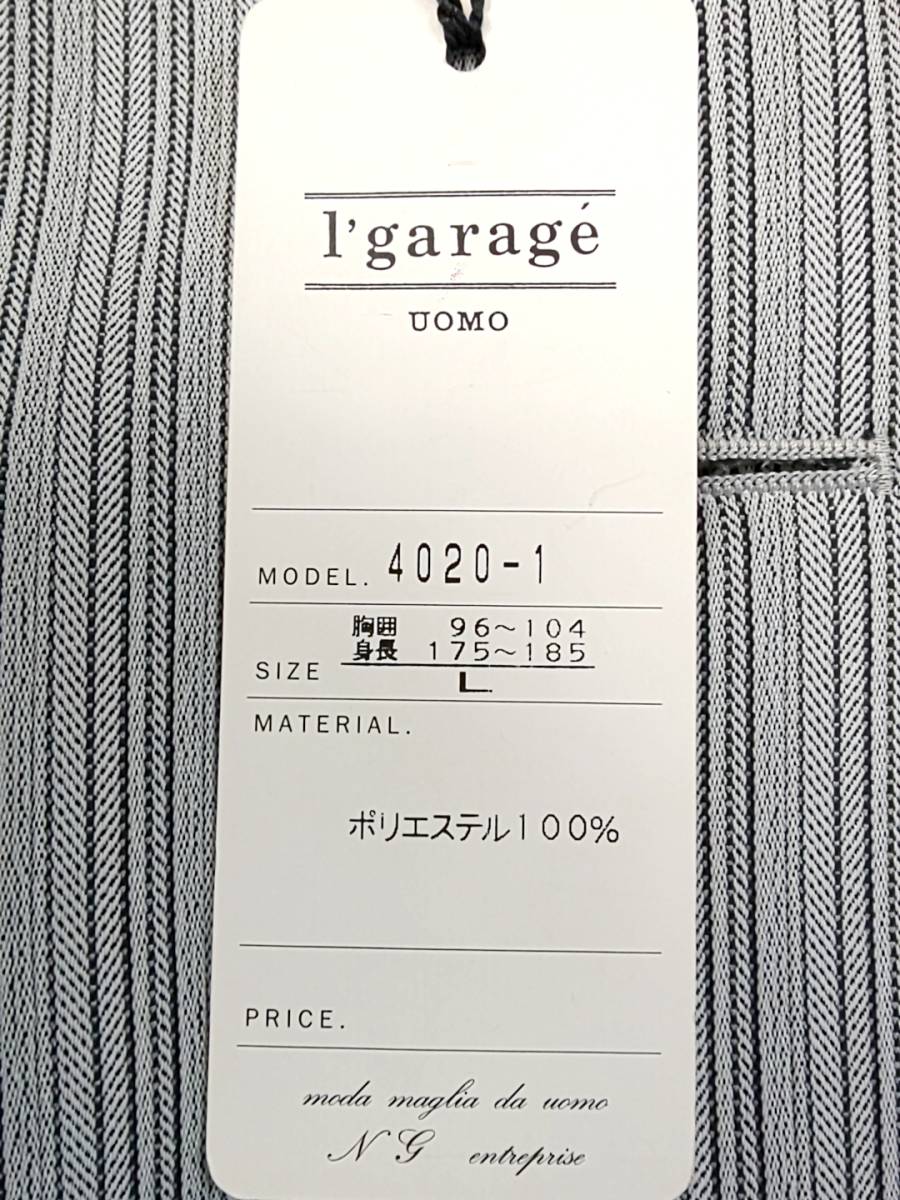 l'garagé
UOMO
MODEL. 4020-1
胸囲 96~104
身長 175~185
SIZE L
MATERIAL.
ポリエステル100%
PRICE.
moda maglia da uomo
NG entreprise